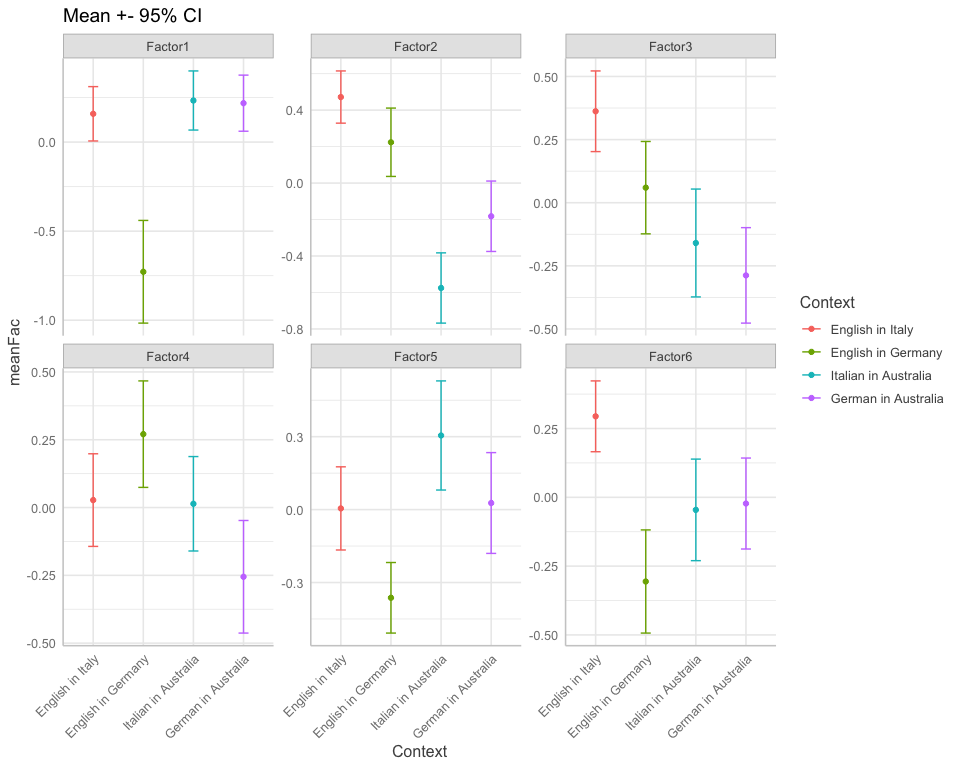 Mean +- 95% CI
Factor1
Factor2
Factor3
0.0
-0.5
-1.0
0.4
0.0
-0.4
-0.8
0.50
0.25
0.00
-0.25
-0.50
meanFac
Factor4
Factor5
Factor6
0.50
0.25
0.00
-0.25
-0.50
0.3
0.0
-0.3
0.25
0.00
-0.25
-0.50
English in Italy
English in Germany
Italian in Australia
German in Australia
English in Italy
English in Germany
Italian in Australia
German in Australia
English in Italy
English in Germany
Italian in Australia
German in Australia
Context
Context
English in Italy
English in Germany
Italian in Australia
German in Australia